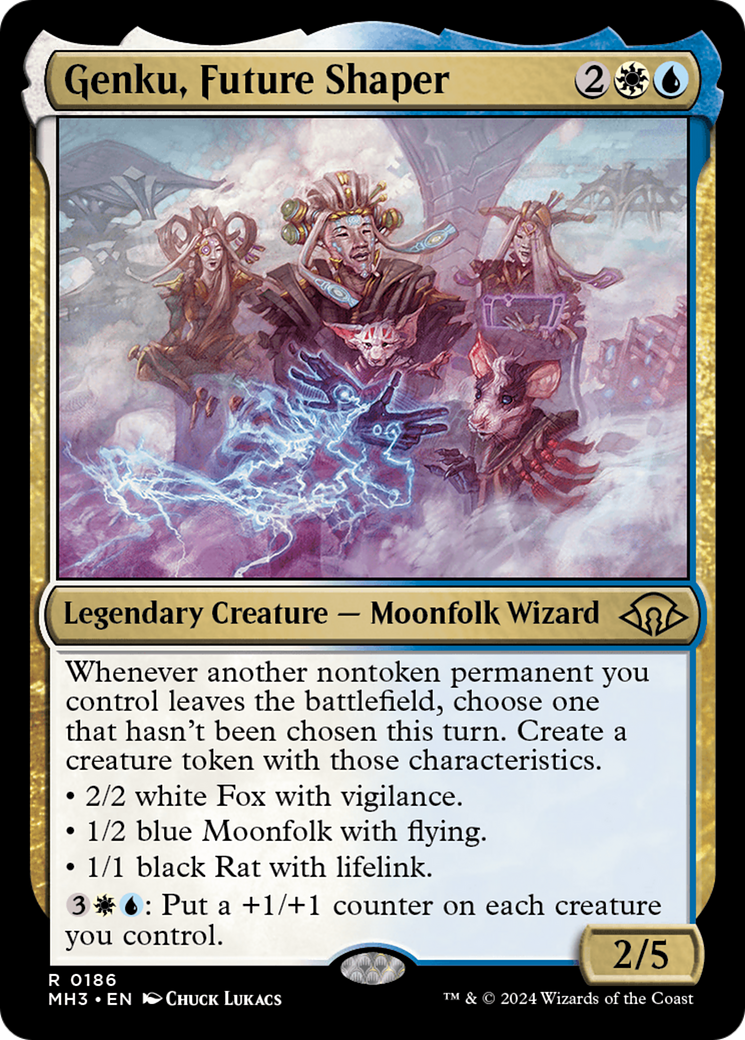 Genku, Future Shaper 2
Legendary Creature — Moonfolk Wizard
Whenever another nontoken permanent you
control leaves the battlefield, choose one
that hasn't been chosen this turn. Create a
creature token with those characteristics.
• 2/2 white Fox with vigilance.
• 1/2 blue Moonfolk with flying.
• 1/1 black Rat with lifelink.
3 : Put a +1/+1 counter on each creature
you control.
2/5
R 0186
MH3 • EN Chuck Lukacs
™ & © 2024 Wizards of the Coast